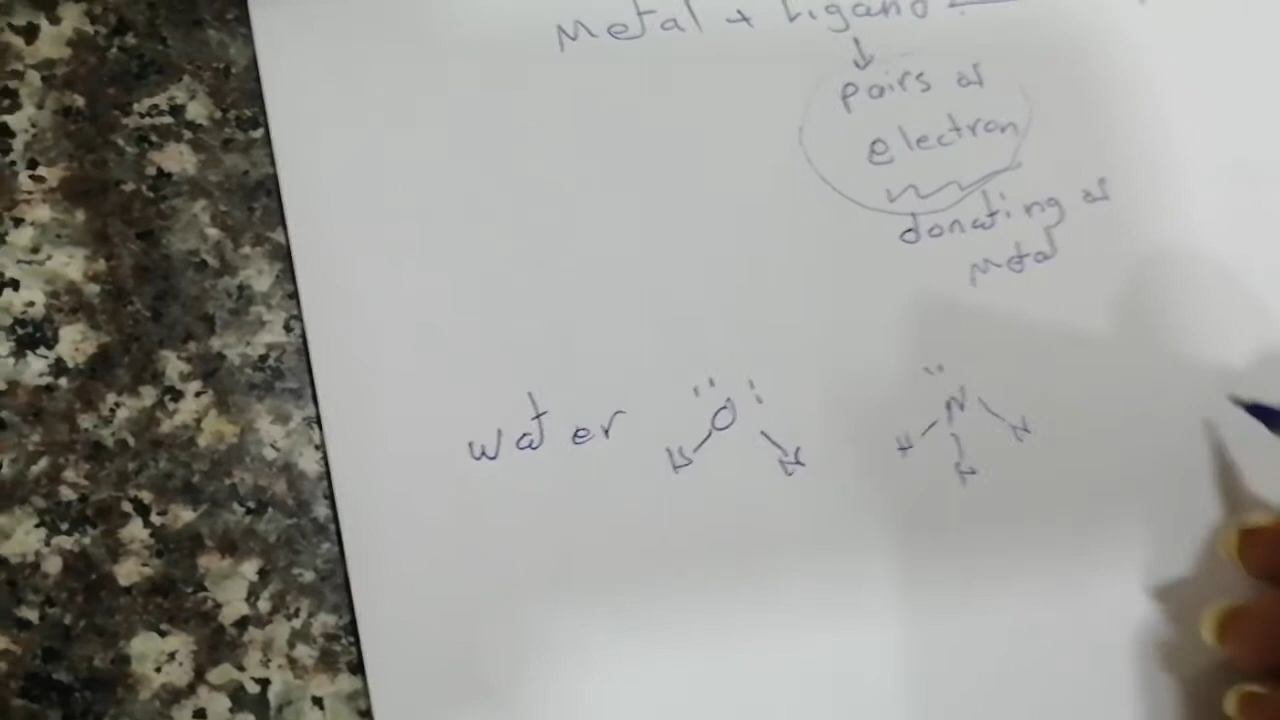 Metal + Ligand
↓
pairs of
electron
donating of
Metal
water H O H
N
H H H